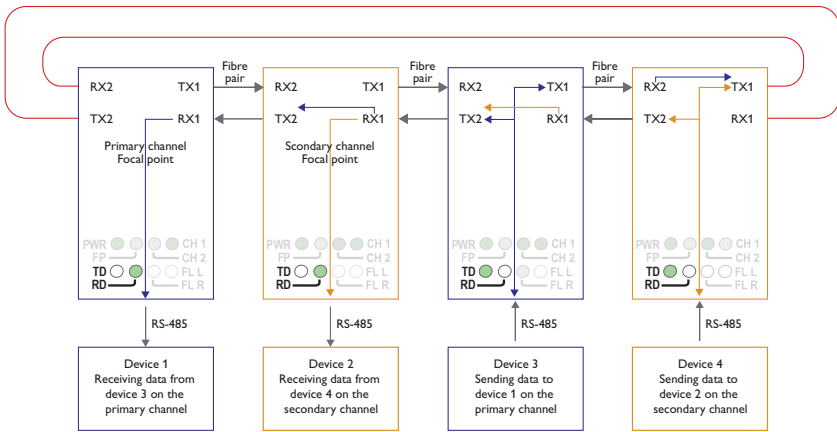 Fibre
pair
Fibre
pair
Fibre
pair
RX2
TX1
TX2
RX1
Primary channel
Focal point
PWR
CH 1
FP
CH 2
TD
FL L
RD
FL R
RX2
TX1
TX2
RX1
Scondary channel
Focal point
PWR
CH 1
FP
CH 2
TD
FL L
RD
FL R
RX2
TX1
TX2
RX1
PWR
CH 1
FP
CH 2
TD
FL L
RD
FL R
RX2
TX1
TX2
RX1
PWR
CH 1
FP
CH 2
TD
FL L
RD
FL R
RS-485
RS-485
RS-485
RS-485
Device 1
Receiving data from
device 3 on the
primary channel
Device 2
Receiving data from
device 4 on the
secondary channel
Device 3
Sending data to
device 1 on the
primary channel
Device 4
Sending data to
device 2 on the
secondary channel